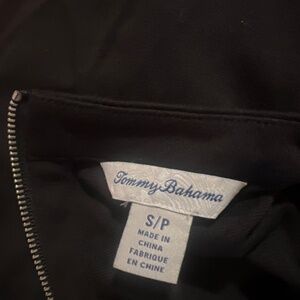 Tommy Bahama
S/P
MADE IN
CHINA
FABRIQUE
EN CHINE